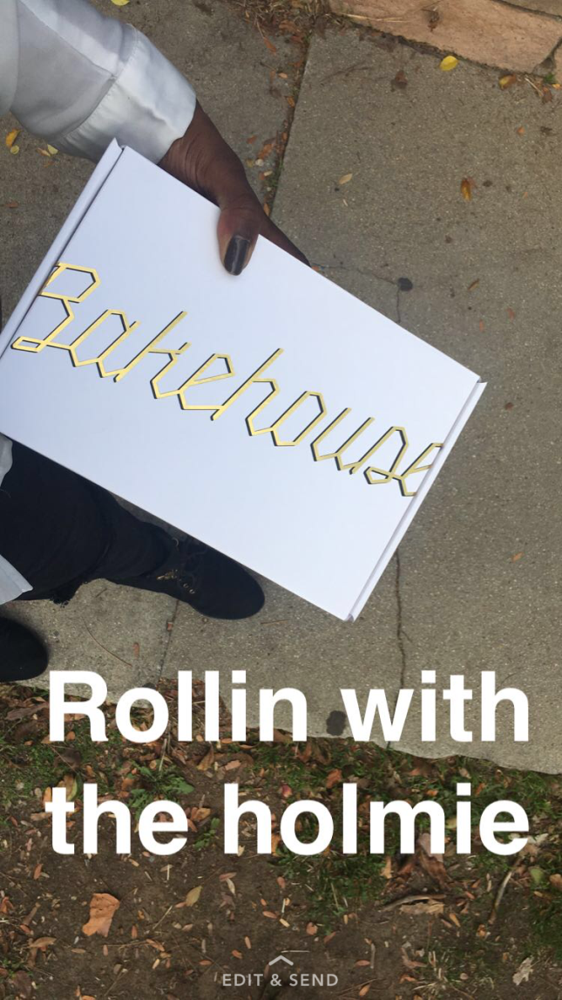 Bakehouse
Rollin with
the holmie
EDIT & SEND